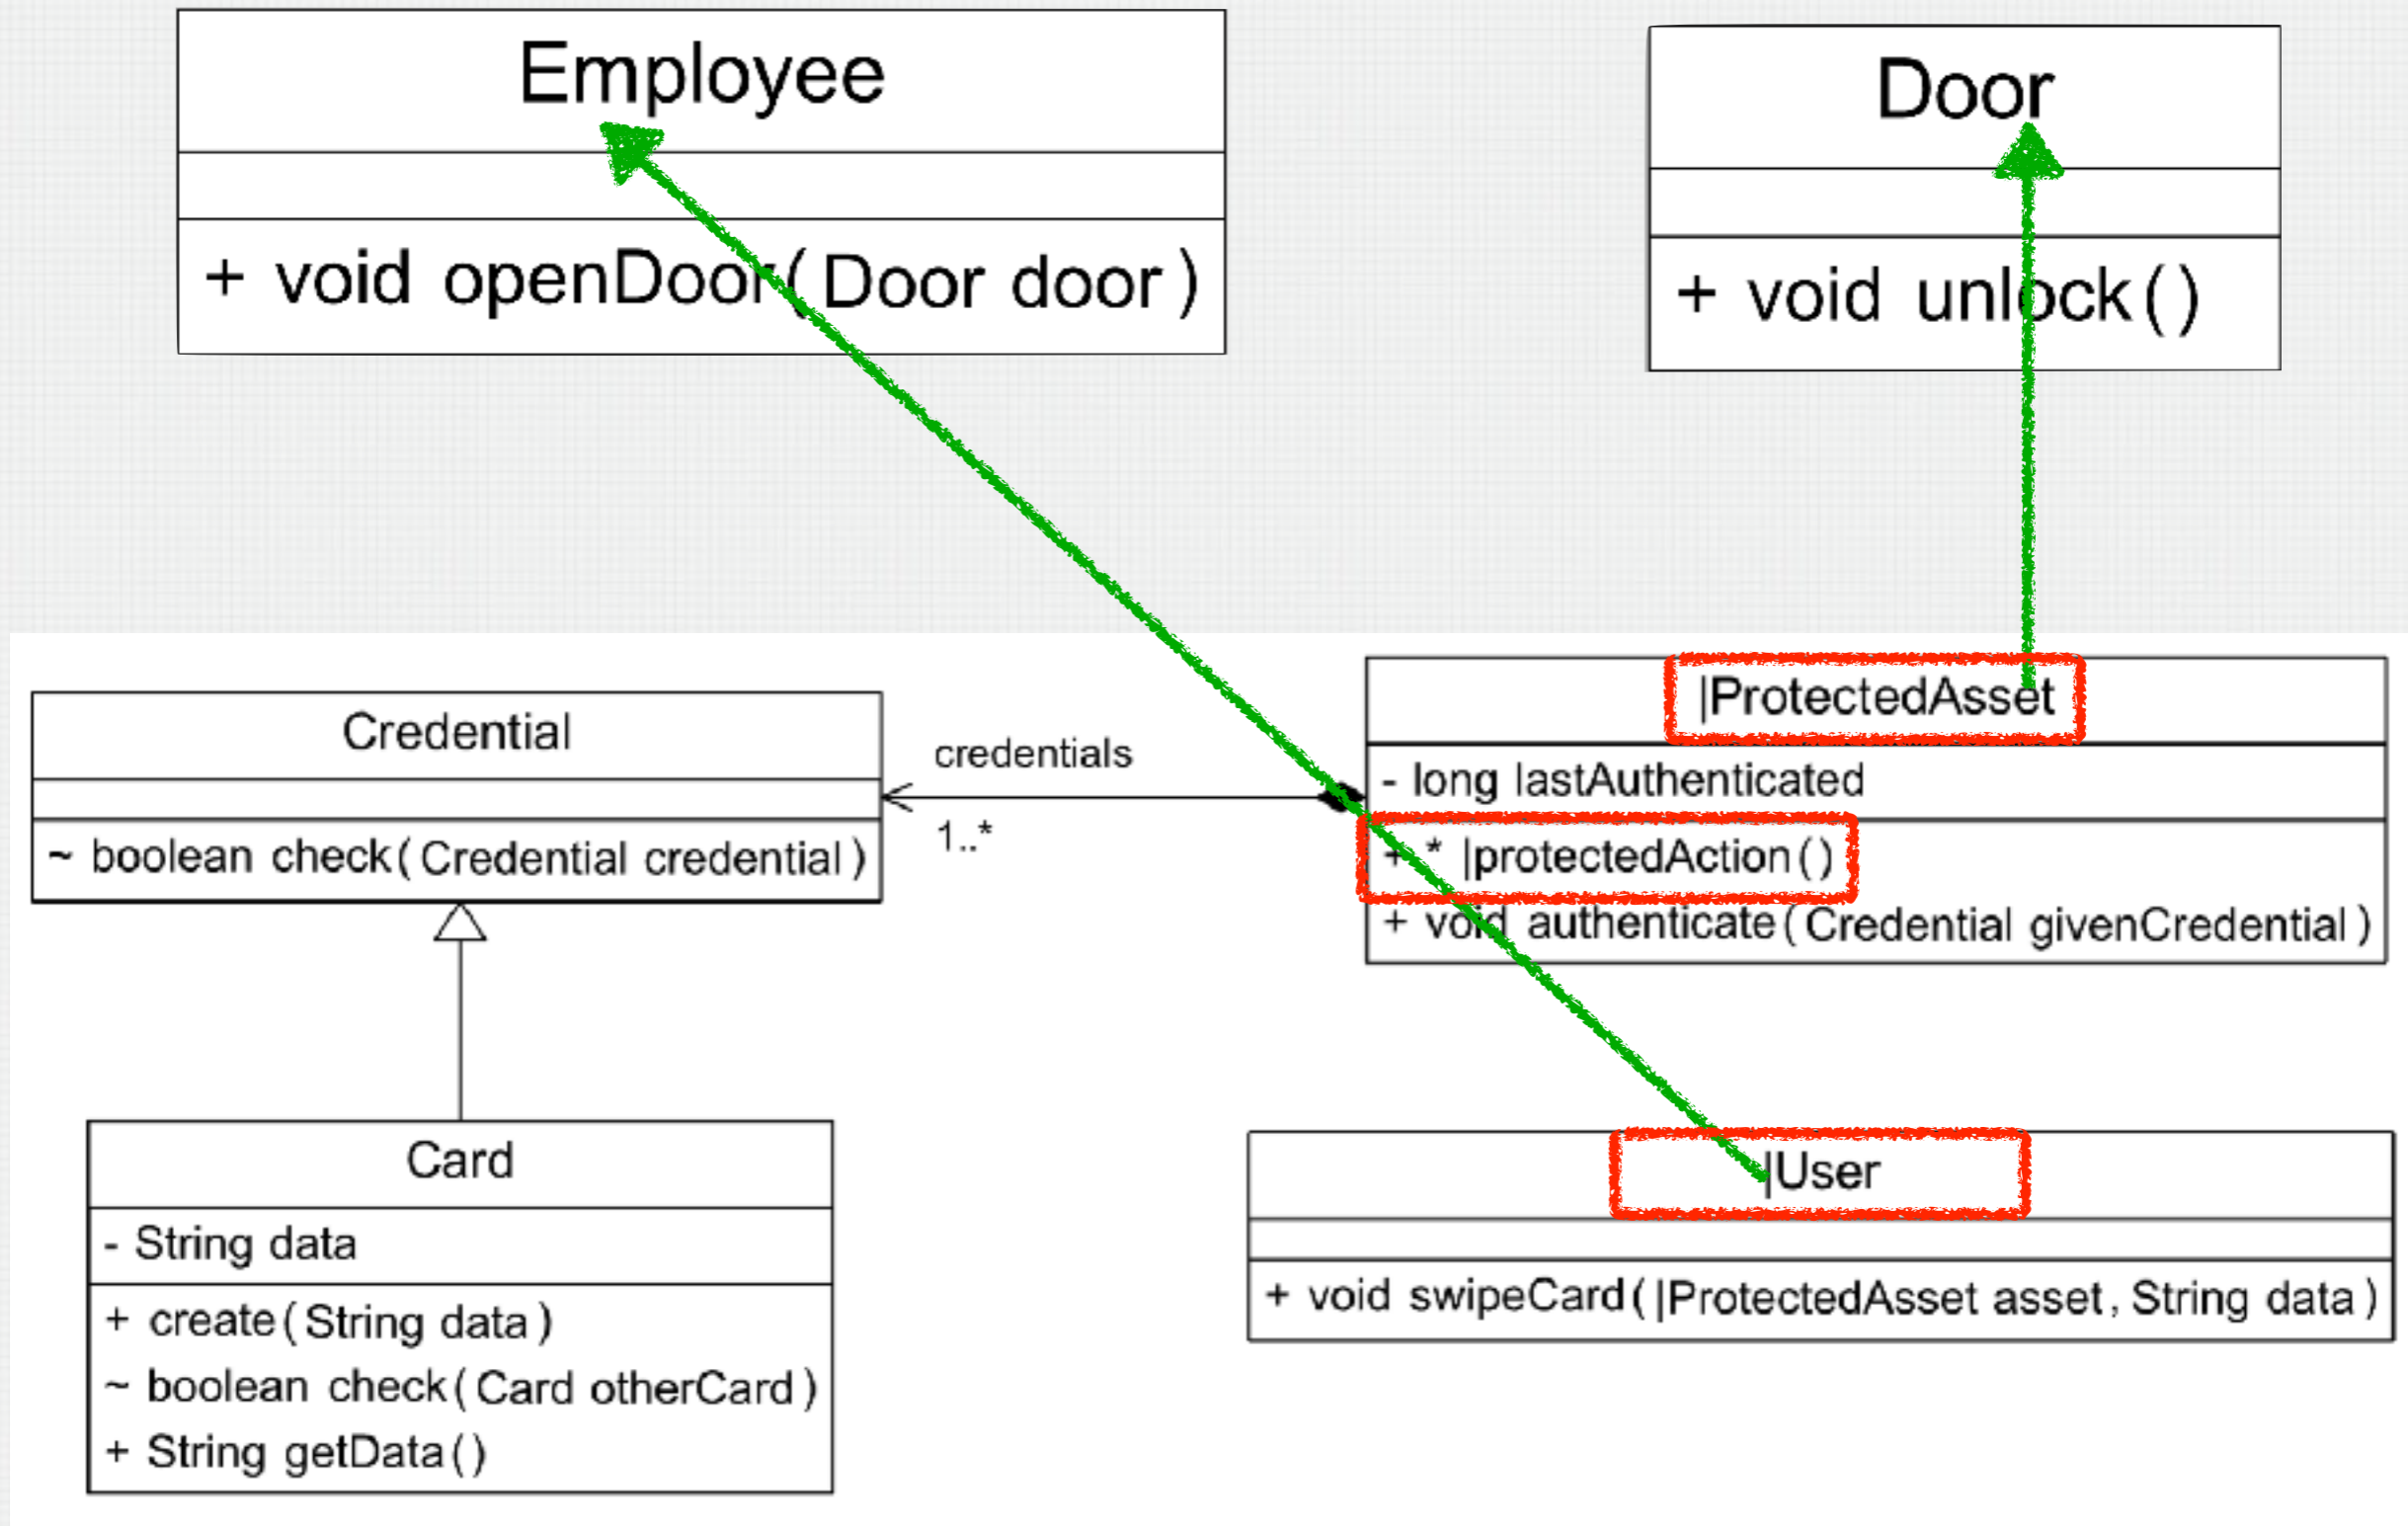 Employee
+ void openDoor(Door door)
Door
+ void unlock()
Credential
~ boolean check(Credential credential)
credentials
1..*
|ProtectedAsset
- long lastAuthenticated
+ * |protectedAction()
+ void authenticate(Credential givenCredential)
Card
- String data
+ create(String data)
~ boolean check(Card otherCard)
+ String getData()
|User
+ void swipeCard(|ProtectedAsset asset, String data)